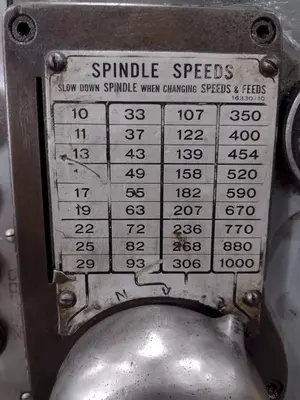 SPINDLE SPEEDS
SLOW DOWN SPINDLE WHEN CHANGING SPEEDS & FEEDS
16330-10
10 33 107 350
11 37 122 400
13 43 139 454
49 158 520
17 55 182 590
19 63 207 670
22 72 236 770
25 82 268 880
29 93 306 1000